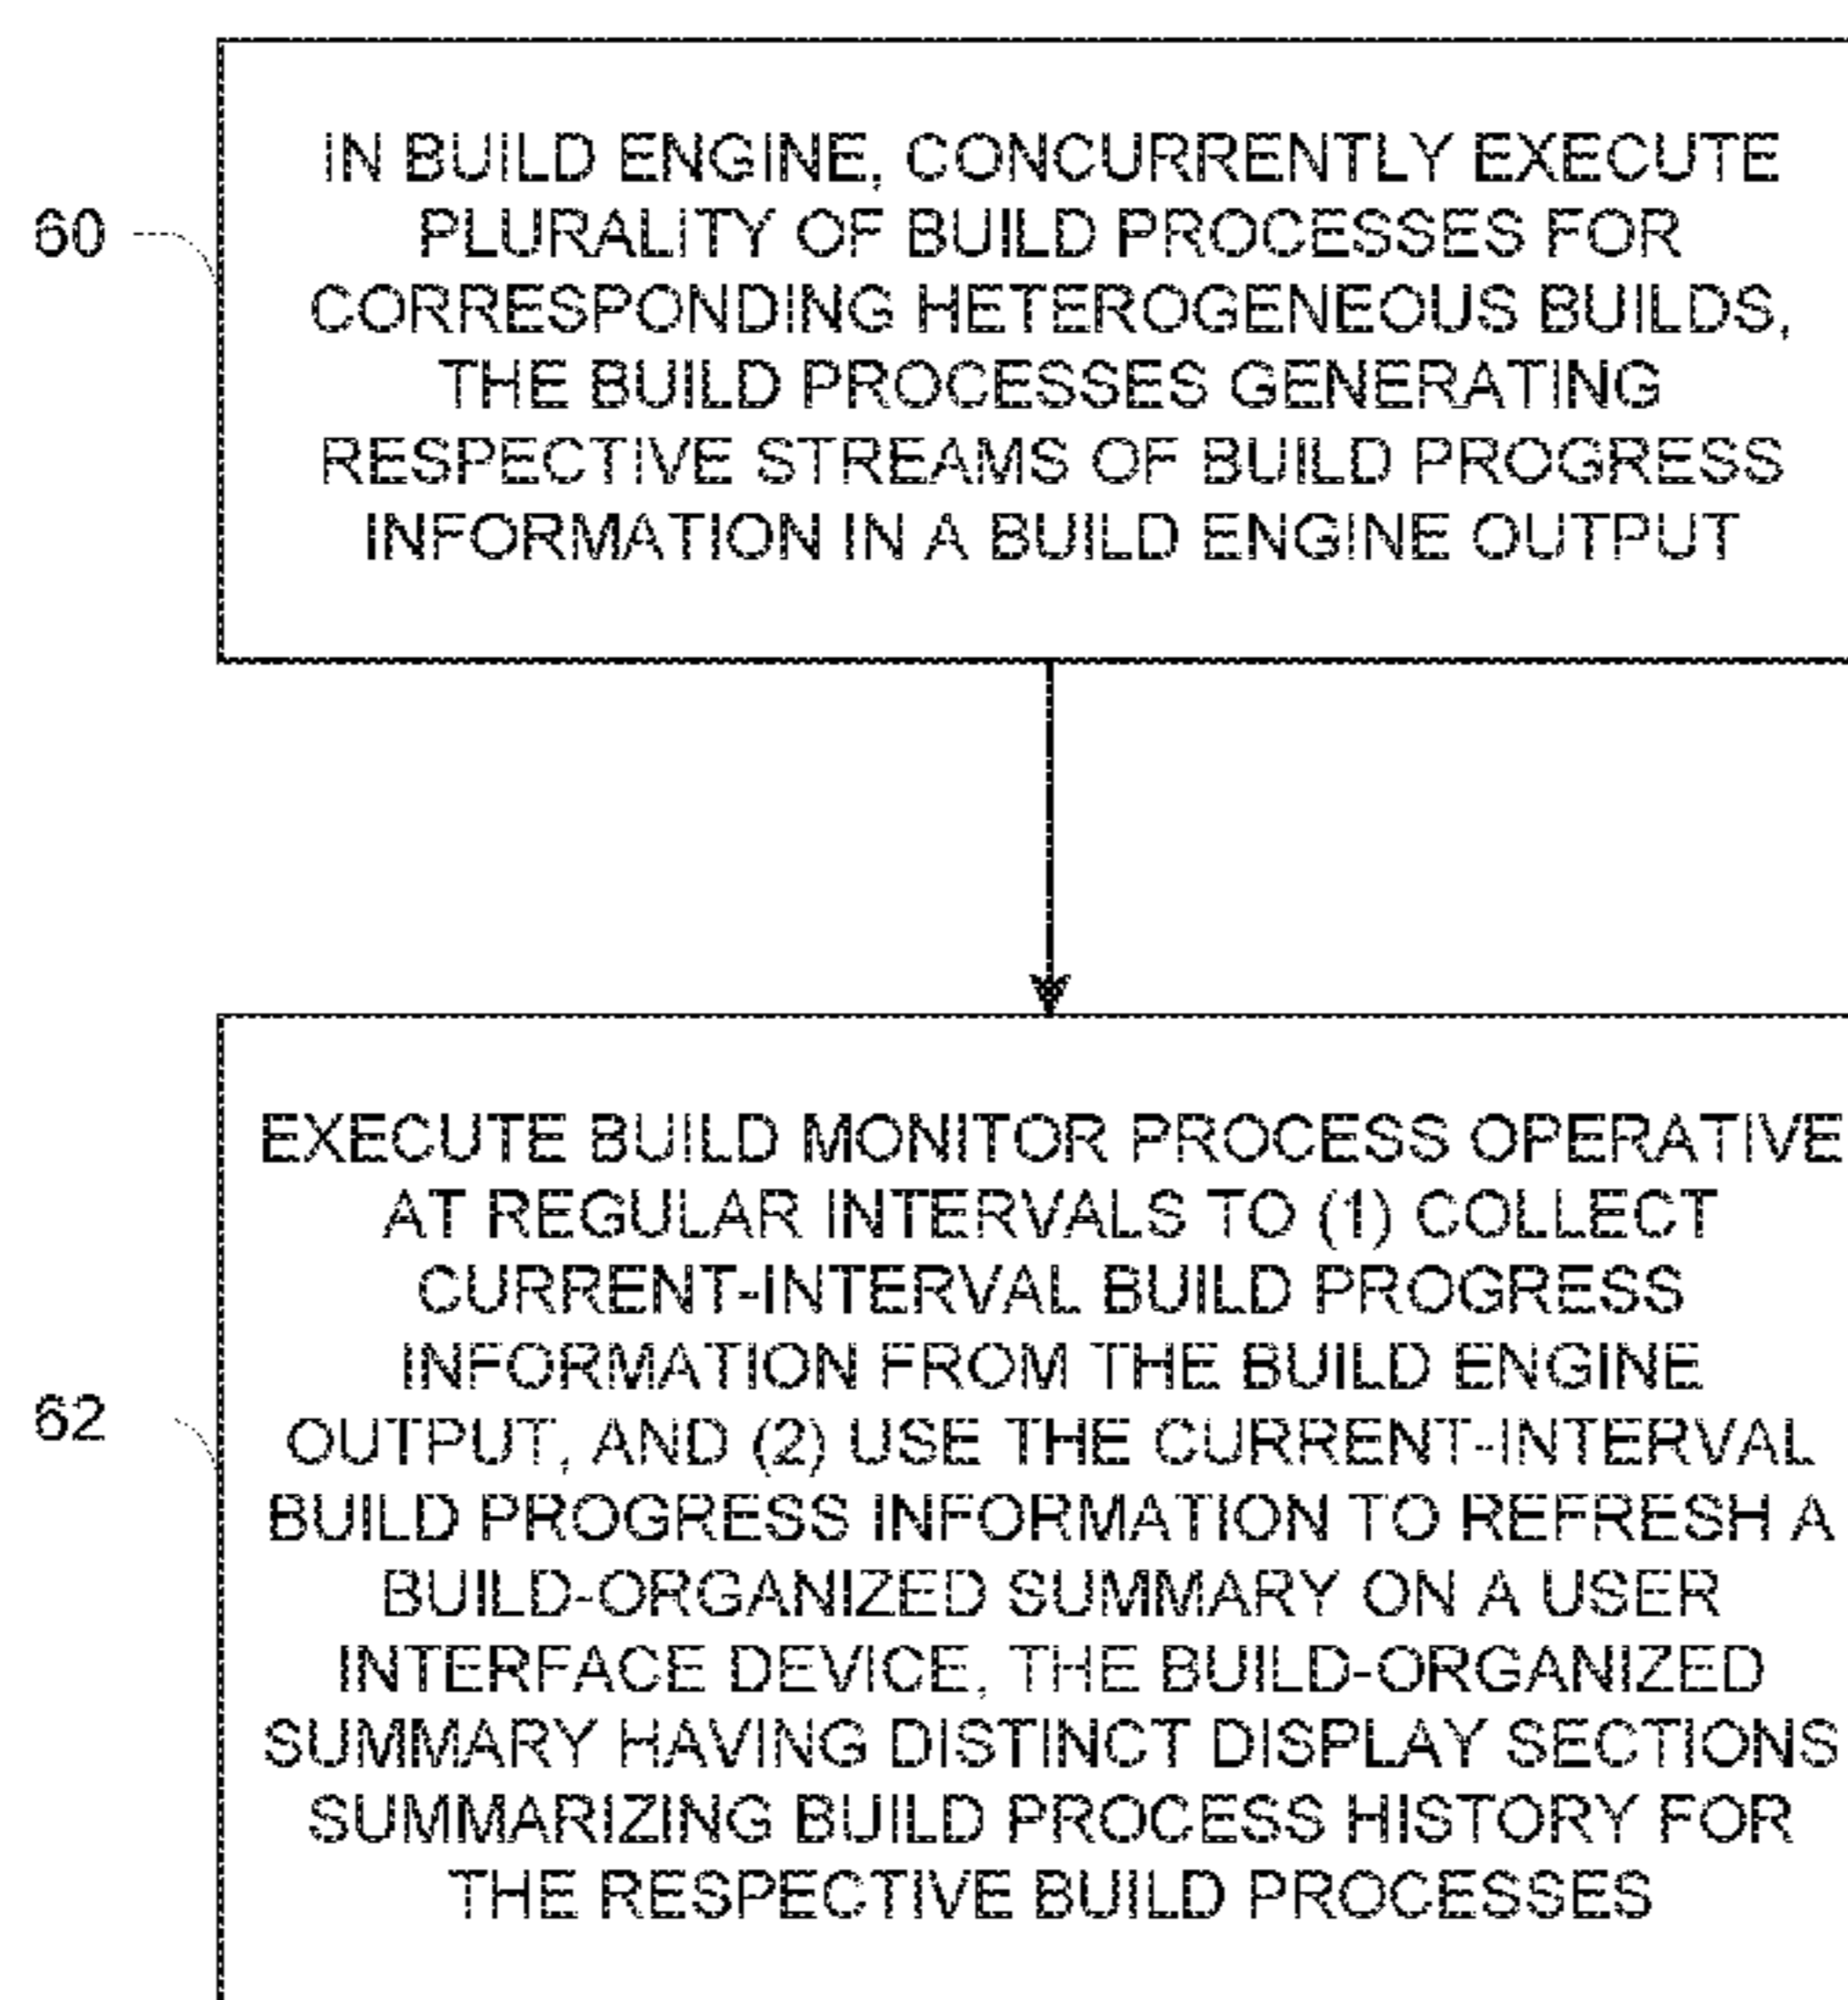 IN BUILD ENGINE, CONCURRENTLY EXECUTE
60
PLURALITY OF BUILD PROCESSES FOR
CORRESPONDING HETEROGENEOUS BUILDS,
THE BUILD PROCESSES GENERATING
RESPECTIVE STREAMS OF BUILD PROGRESS
INFORMATION IN A BUILD ENGINE OUTPUT
EXECUTE BUILD MONITOR PROCESS OPERATIVE
AT REGULAR INTERVALS TO (1) COLLECT
CURRENT-INTERVAL BUILD PROGRESS
INFORMATION FROM THE BUILD ENGINE
62
OUTPUT, AND (2) USE THE CURRENT-INTERVAL
BUILD PROGRESS INFORMATION TO REFRESH A
BUILD-ORGANIZED SUMMARY ON A USER
INTERFACE DEVICE, THE BUILD-ORGANIZED
SUMMARY HAVING DISTINCT DISPLAY SECTIONS
SUMMARIZING BUILD PROCESS HISTORY FOR
THE RESPECTIVE BUILD PROCESSES